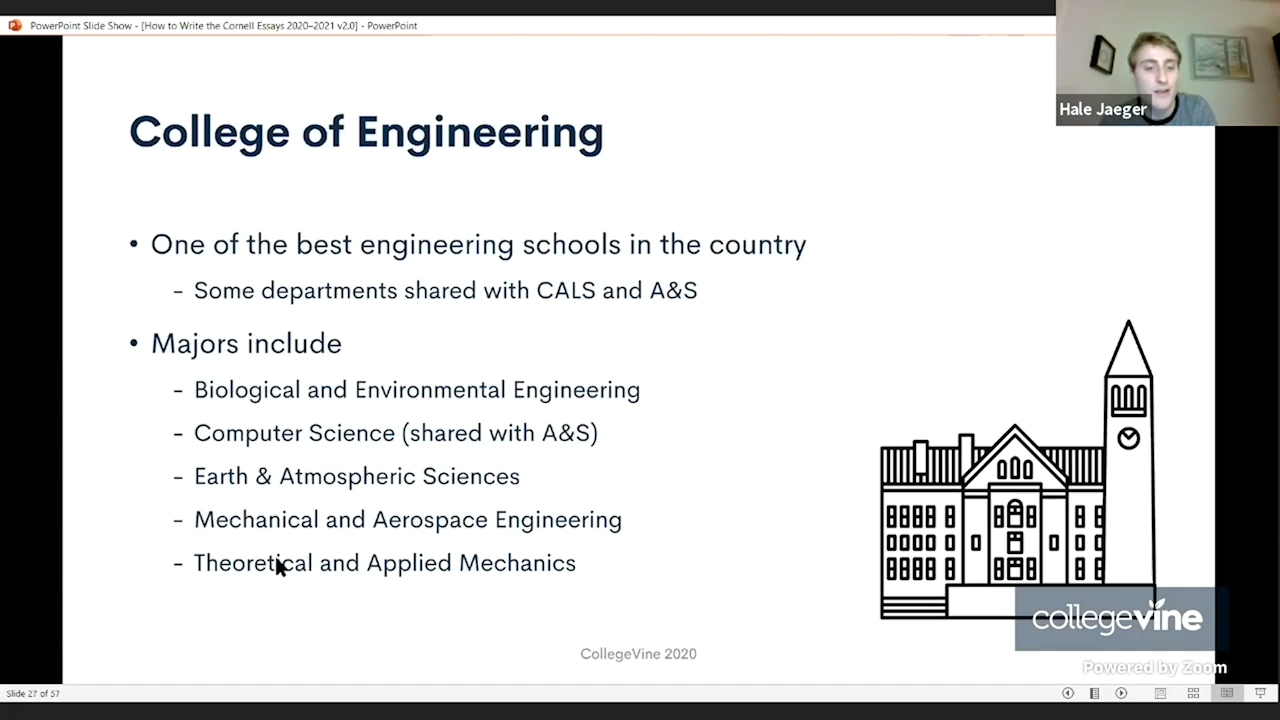 PowerPoint Slide Show - [How to Write the Cornell Essays 2020–2021 v2.0] - PowerPoint
Hale Jaeger
College of Engineering
• One of the best engineering schools in the country
- Some departments shared with CALS and A&S
• Majors include
- Biological and Environmental Engineering
- Computer Science (shared with A&S)
- Earth & Atmospheric Sciences
- Mechanical and Aerospace Engineering
- Theoretical and Applied Mechanics
collegevine
CollegeVine 2020
Powered by Zoom
Slide 27 of 57